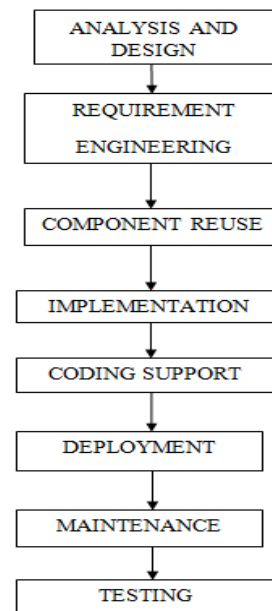 ANALYSIS AND
DESIGN
REQUIREMENT
ENGINEERING
COMPONENT REUSE
IMPLEMENTATION
CODING SUPPORT
DEPLOYMENT
MAINTENANCE
TESTING